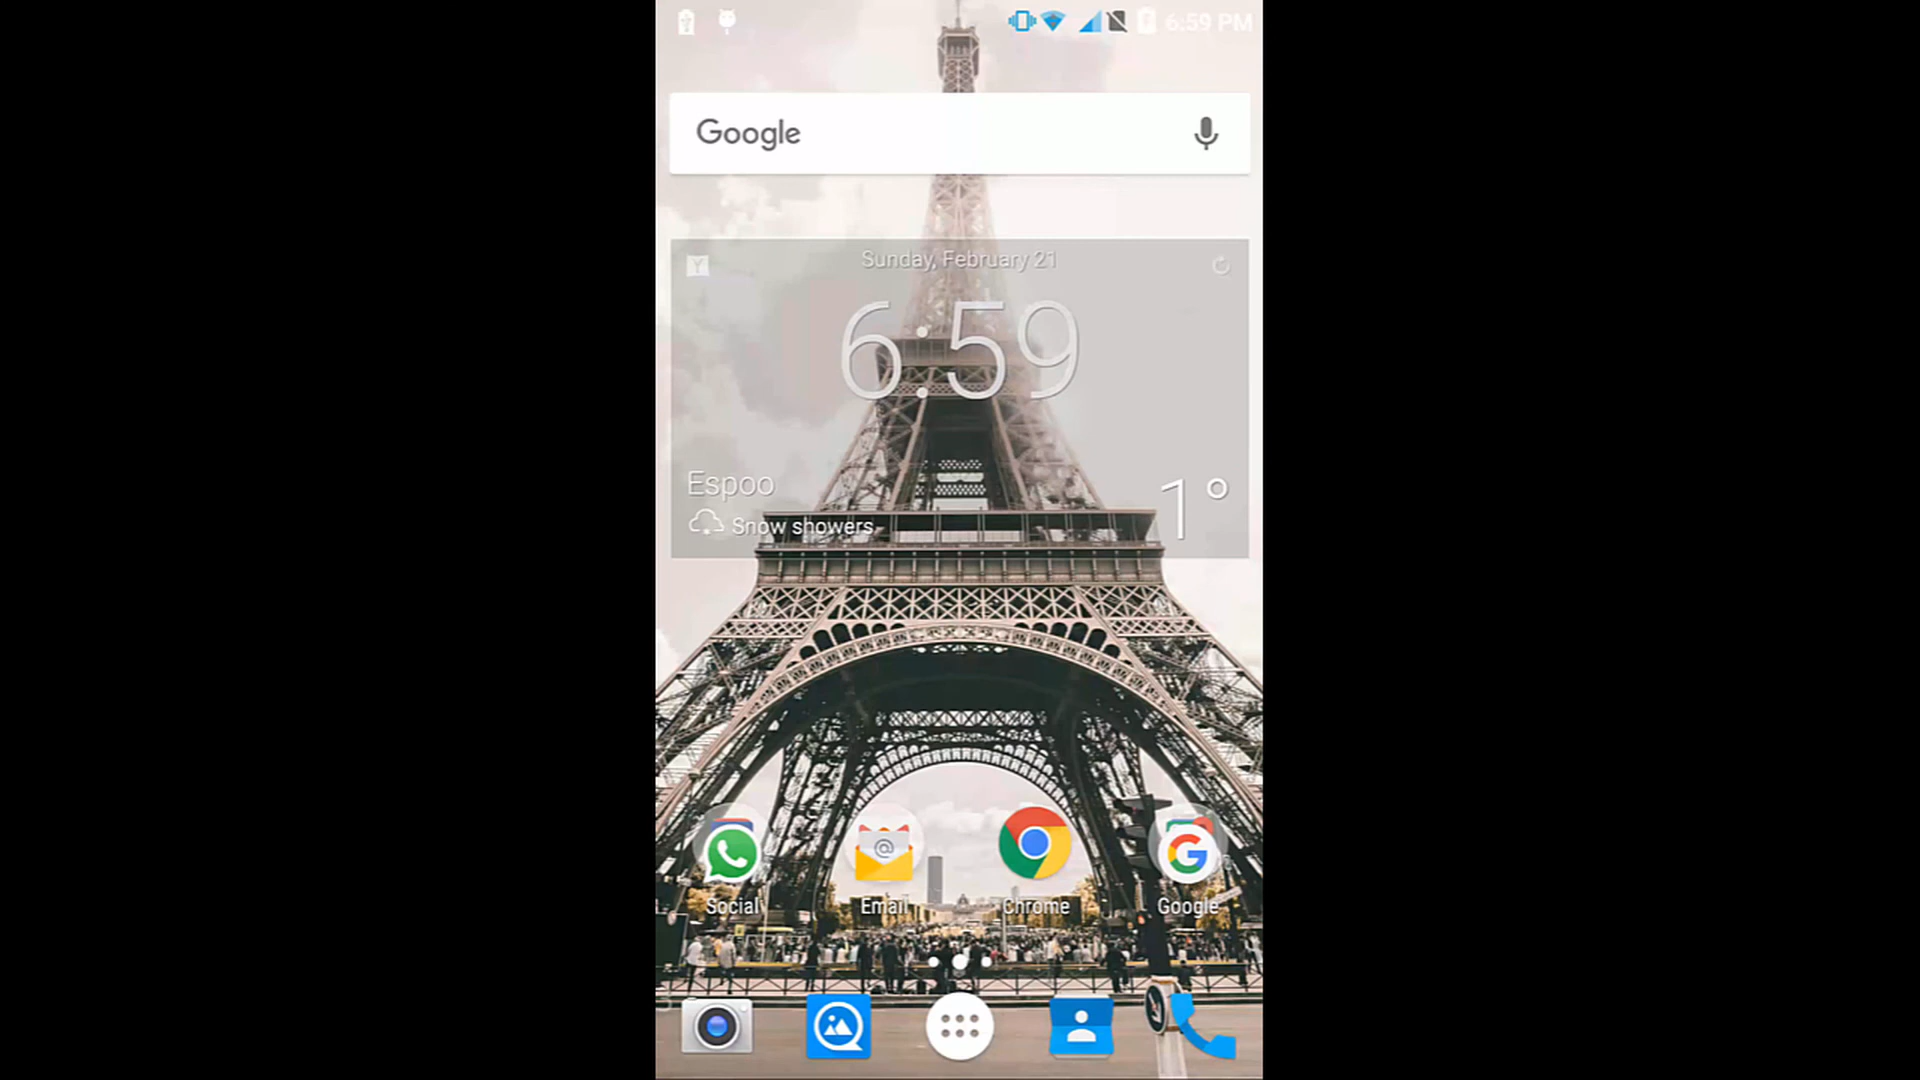 6:59 PM
Google
Sunday, February 21
6:59
Espoo
Snow showers
1°
Social
Email
Chrome
Google